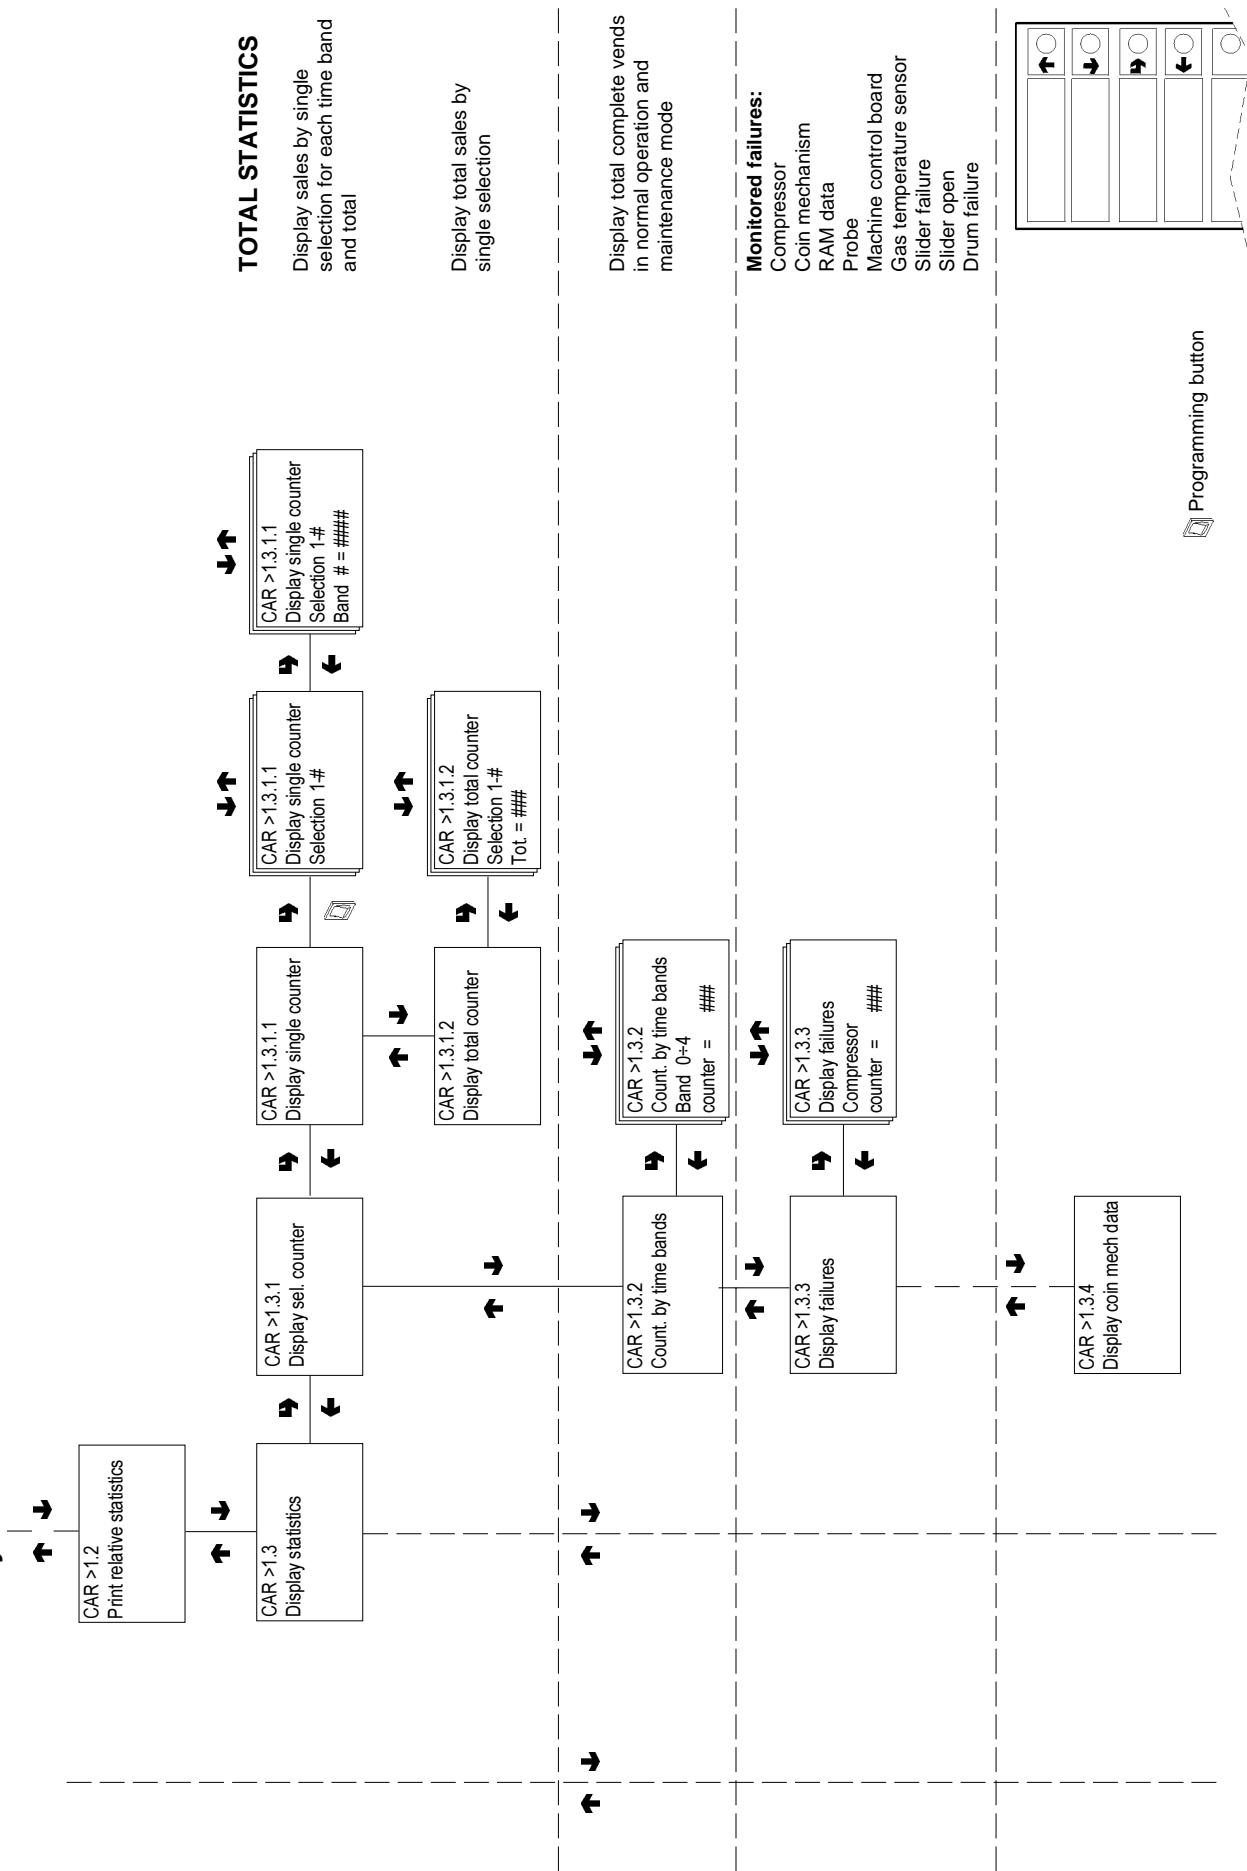 CAR >1.2
Print relative statistics
CAR >1.3
Display statistics
CAR >1.3.1
Display sel. counter
CAR >1.3.1.1
Display single counter
CAR >1.3.1.1
Display single counter
Selection 1-#
CAR >1.3.1.1
Display single counter
Selection 1-#
Band # = ####
TOTAL STATISTICS
Display sales by single
selection for each time band
and total
CAR >1.3.1.2
Display total counter
CAR >1.3.1.2
Display total counter
Selection 1-#
Tot. = ###
Display total sales by
single selection
CAR >1.3.2
Count. by time bands
CAR >1.3.2
Count. by time bands
Band 0÷4
counter = ###
Display total complete vends
in normal operation and
maintenance mode
CAR >1.3.3
Display failures
CAR >1.3.3
Display failures
Compressor
counter = ###
Monitored failures:
Compressor
Coin mechanism
RAM data
Probe
Machine control board
Gas temperature sensor
Slider failure
Slider open
Drum failure
CAR >1.3.4
Display coin mech data
Programming button